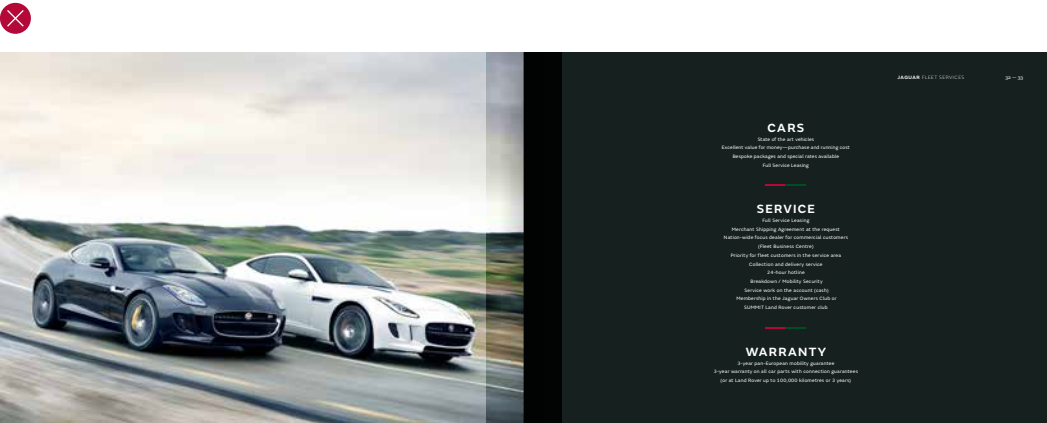 JAGUAR FLEET SERVICES
32 — 33
CARS
State of the art vehicles
Excellent value for money—purchase and running cost
Bespoke packages and special rates available
Full Service Leasing
SERVICE
Full Service Leasing
Merchant Shipping Agreement at the request
Nation-wide focus dealer for commercial customers
(Fleet Business Centre)
Priority for fleet customers in the service area
Collection and delivery service
24-hour hotline
Breakdown / Mobility Security
Service work on the account (cash)
Membership in the Jaguar Owners Club or
SUMMIT Land Rover customer club
WARRANTY
3-year pan-European mobility guarantee
3-year warranty on all car parts with connection guarantees
(or at Land Rover up to 100,000 kilometres or 3 years)